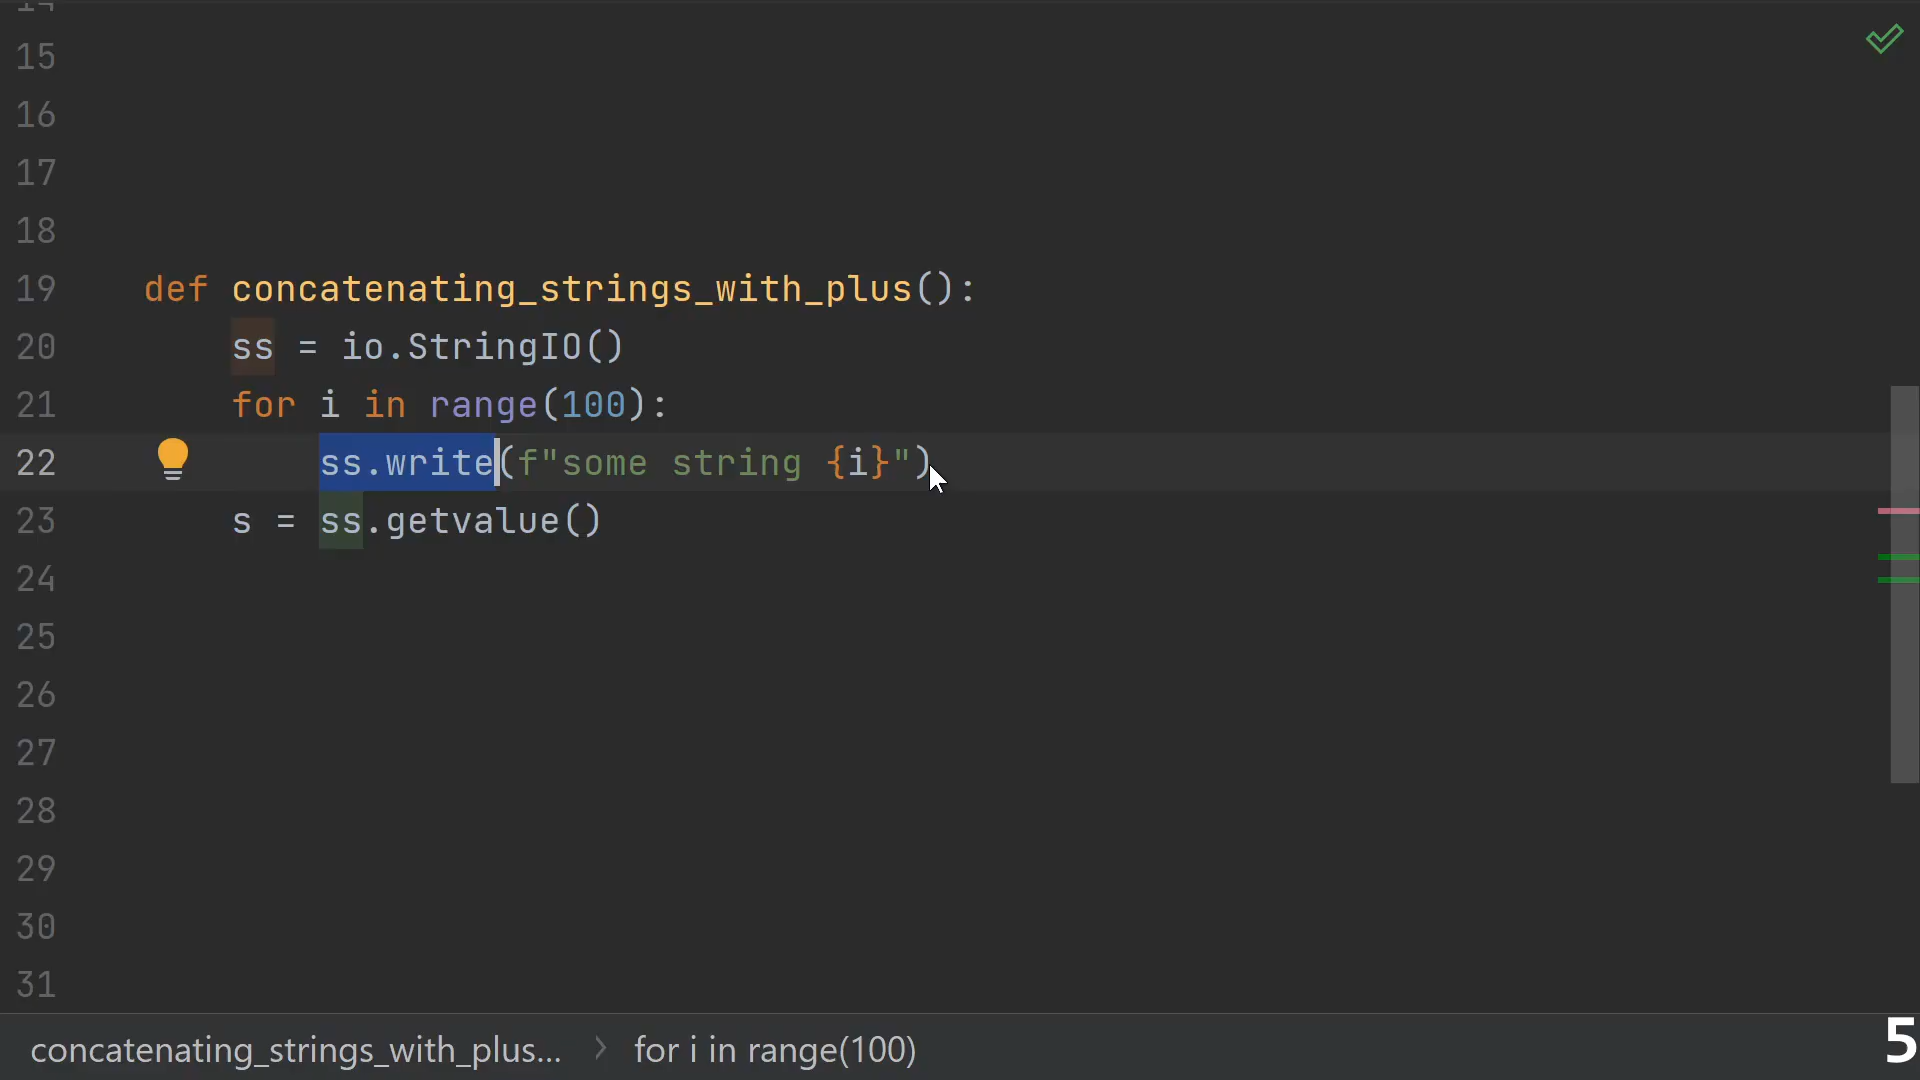 14
15
16
17
18
19 def concatenating_strings_with_plus():
20 ss = io.StringIO()
21 for i in range(100):
22 ss.write(f"some string {i}")
23 s = ss.getvalue()
24
25
26
27
28
29
30
31
concatenating_strings_with_plus... > for i in range(100)
5